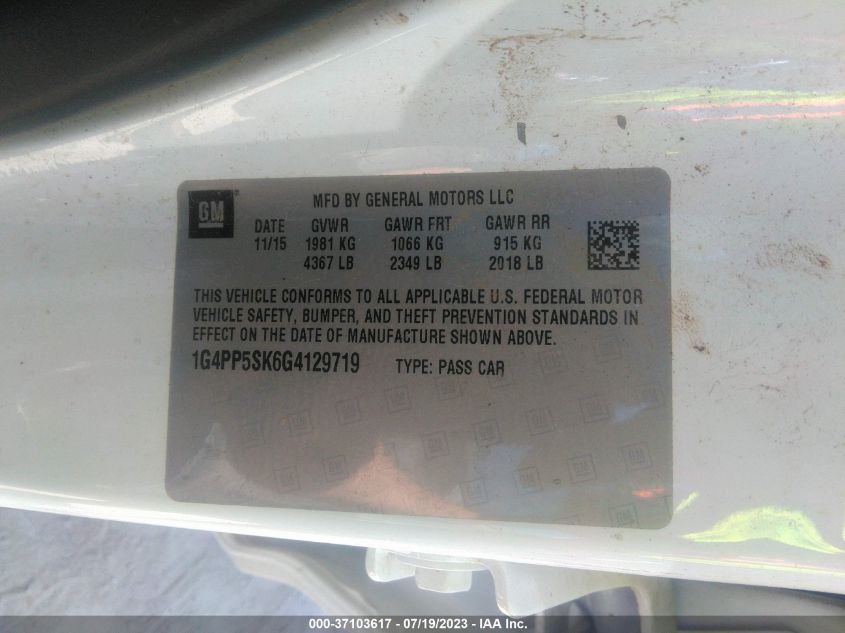 GM
MFD BY GENERAL MOTORS LLC
DATE GVWR GAWR FRT GAWR RR
11/15 1981 KG 1066 KG 915 KG
4367 LB 2349 LB 2018 LB
THIS VEHICLE CONFORMS TO ALL APPLICABLE U.S. FEDERAL MOTOR
VEHICLE SAFETY, BUMPER, AND THEFT PREVENTION STANDARDS IN
EFFECT ON THE DATE OF MANUFACTURE SHOWN ABOVE.
1G4PP5SK6G4129719 TYPE: PASS CAR
000-37103617 - 07/19/2023 - IAA Inc.